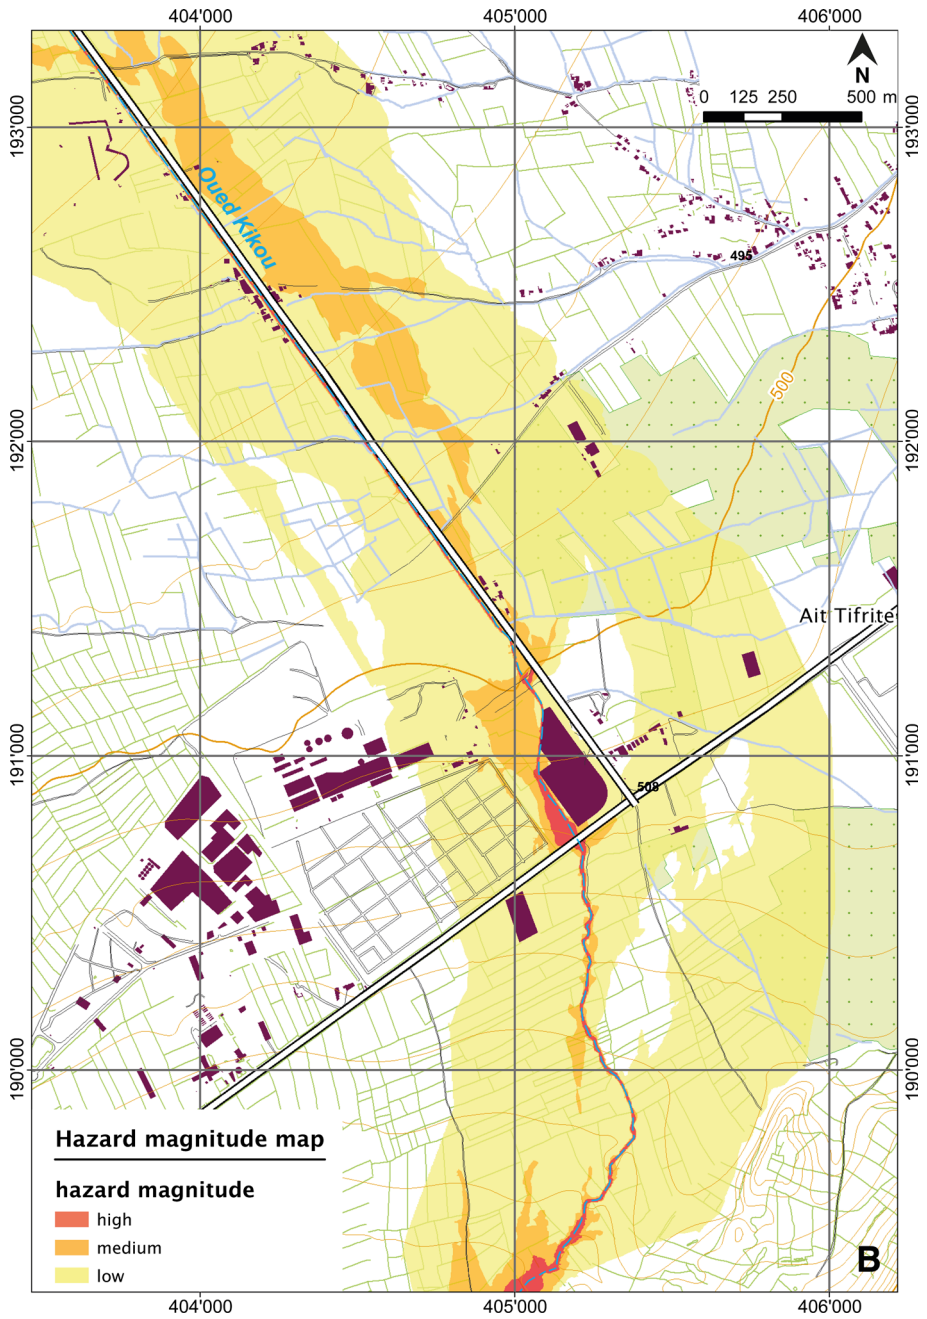 404'000 405'000 406'000
N
0 125 250 500 m
193'000 193'000
Oued Kikou
495
500
192'000 192'000
Ait Tifrite
191'000 191'000
508
190'000 190'000
Hazard magnitude map
hazard magnitude
high
medium
low
B
404'000 405'000 406'000